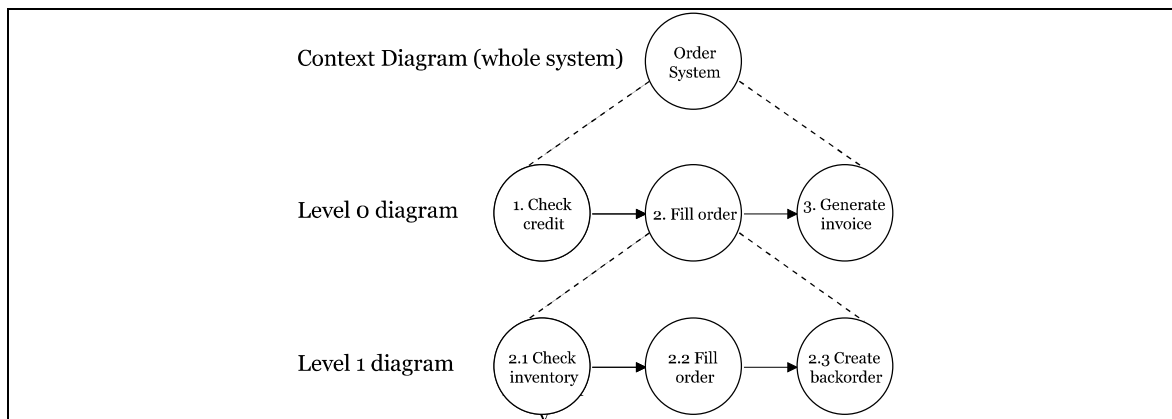 Context Diagram (whole system)
Order
System
Level 0 diagram
1. Check
credit
2. Fill order
3. Generate
invoice
Level 1 diagram
2.1 Check
inventory
2.2 Fill
order
2.3 Create
backorder